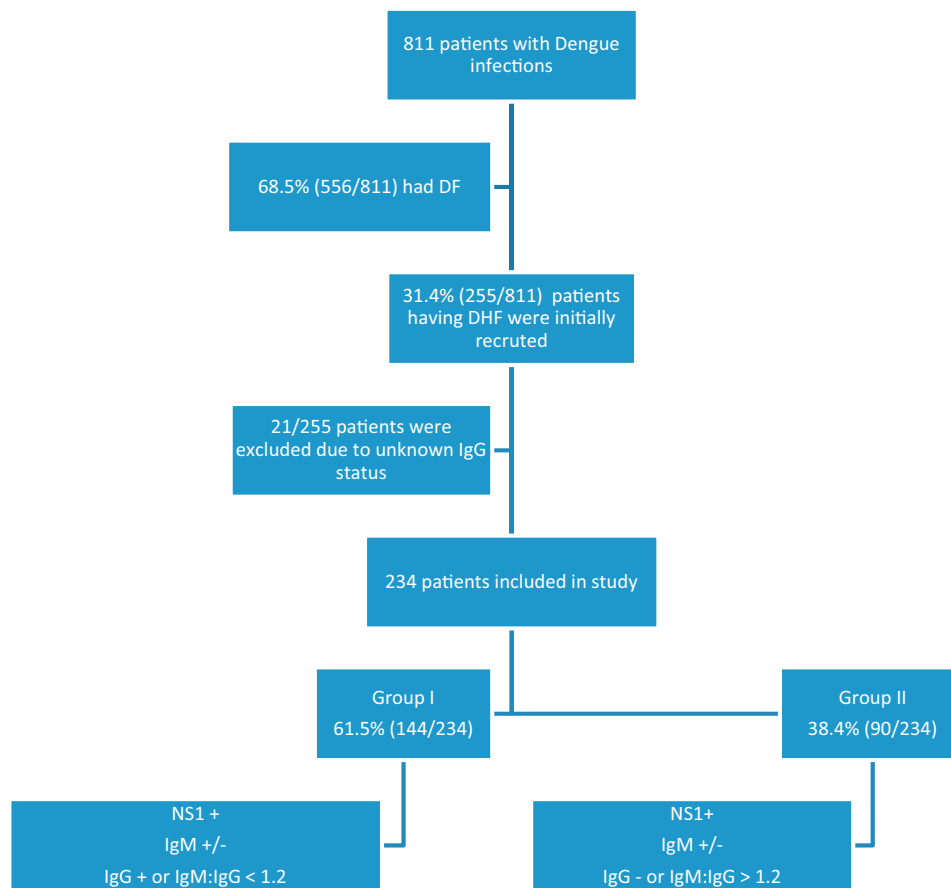 811 patients with Dengue
infections
68.5% (556/811) had DF
31.4% (255/811) patients
having DHF were initially
recruted
21/255 patients were
excluded due to unknown IgG
status
234 patients included in study
Group I
61.5% (144/234)
Group II
38.4% (90/234)
NS1 +
IgM +/-
IgG + or IgM:IgG < 1.2
NS1+
IgM +/-
IgG - or IgM:IgG > 1.2